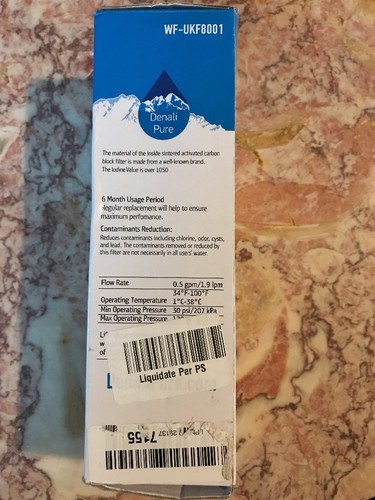 WF-UKF8001
Denali
Pure
The material of the inside sintered activated carbon
block filter is made from a well-known brand.
The Iodine Value is over 1050
6 Month Usage Period
Regular replacement will help to ensure
maximum perfomance.
Contaminants Reduction:
Reduces contaminants including chlorine, odor, cysts,
and lead. The contaminants removed or reduced by
this filter are not necessarily in all users' water.
Flow Rate 0.5 gpm/1.9 lpm
34°F-100°F
Operating Temperature 1°C-38°C
Min Operating Pressure 30 psi/207 kPa
Max Operating Pressure
Liquidate Per PS
7455